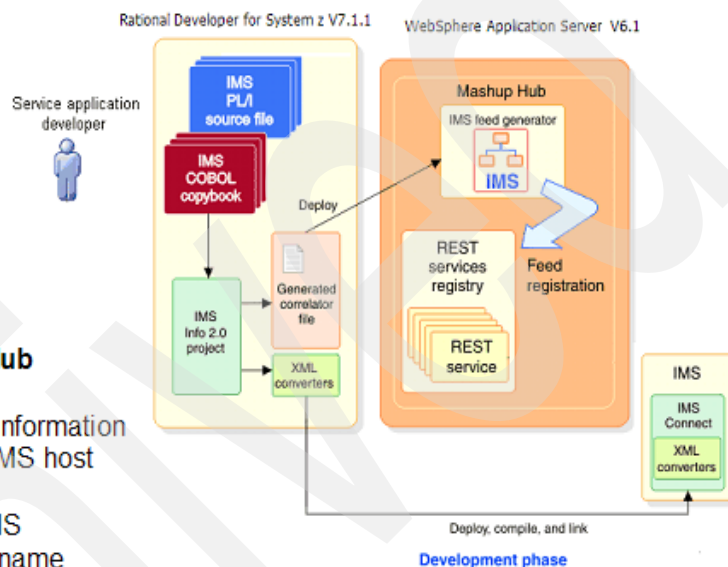 Rational Developer for System z V7.1.1
WebSphere Application Server V6.1
Service application
developer
IMS
PL/I
source file
IMS
COBOL
copybook
Deploy
IMS
Info 2.0
project
Generated
correlator
file
XML
converters
Mashup Hub
IMS feed generator
IMS
REST
services
registry
Feed
registration
REST
service
IMS
IMS
Connect
XML
converters
ub
nformation
MS host
name
Deploy, compile, and link
Development phase